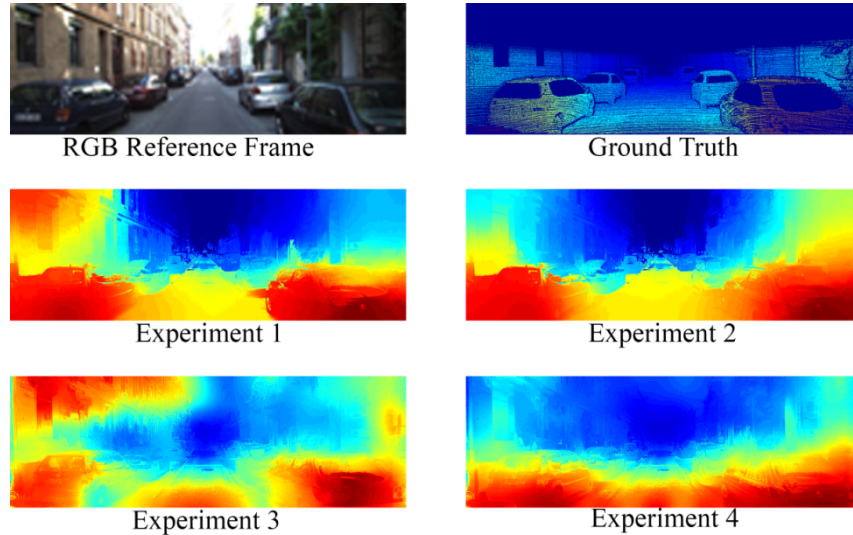 RGB Reference Frame
Ground Truth
Experiment 1
Experiment 2
Experiment 3
Experiment 4